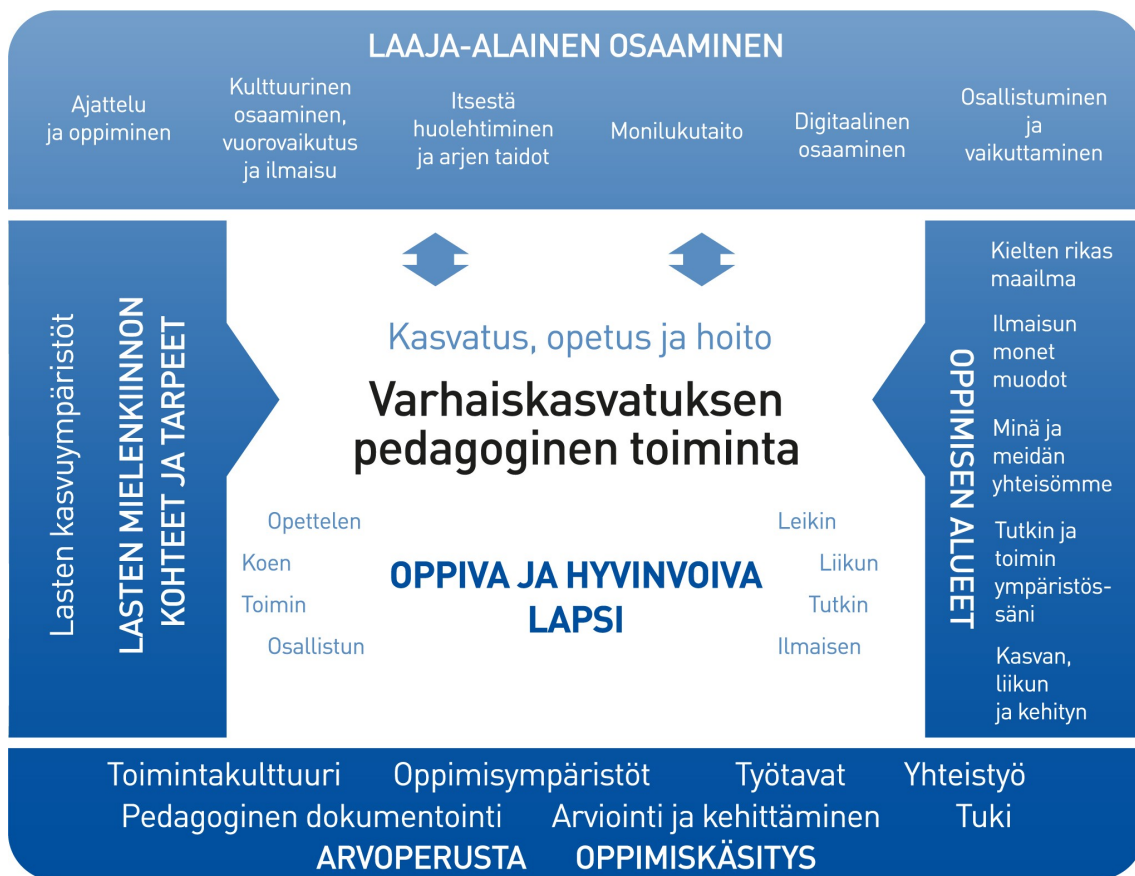 LAAJA-ALAINEN OSAAMINEN
Ajattelu
ja oppiminen
Kulttuurinen
osaaminen,
vuorovaikutus
ja ilmaisu
Itsestä
huolehtiminen
ja arjen taidot
Monilukutaito
Digitaalinen
osaaminen
Osallistuminen
ja
vaikuttaminen
Lasten kasvuympäristöt
LASTEN MIELENKIINNON
KOHTEET JA TARPEET
Kasvatus, opetus ja hoito
Varhaiskasvatuksen
pedagoginen toiminta
Opettelen
Koen
Toimin
Osallistun
OPPIVA JA HYVINVOIVA
LAPSI
Leikin
Liikun
Tutkin
Ilmaisen
OPPIMISEN ALUEET
Kielten rikas
maailma
Ilmaisun
monet
muodot
Minä ja
meidän
yhteisömme
Tutkin ja
toimin
ympäristös-
säni
Kasvan,
liikun
ja kehityn
Toimintakulttuuri Oppimisympäristöt Työtavat Yhteistyö
Pedagoginen dokumentointi Arviointi ja kehittäminen Tuki
ARVOPERUSTA OPPIMISKÄSITYS